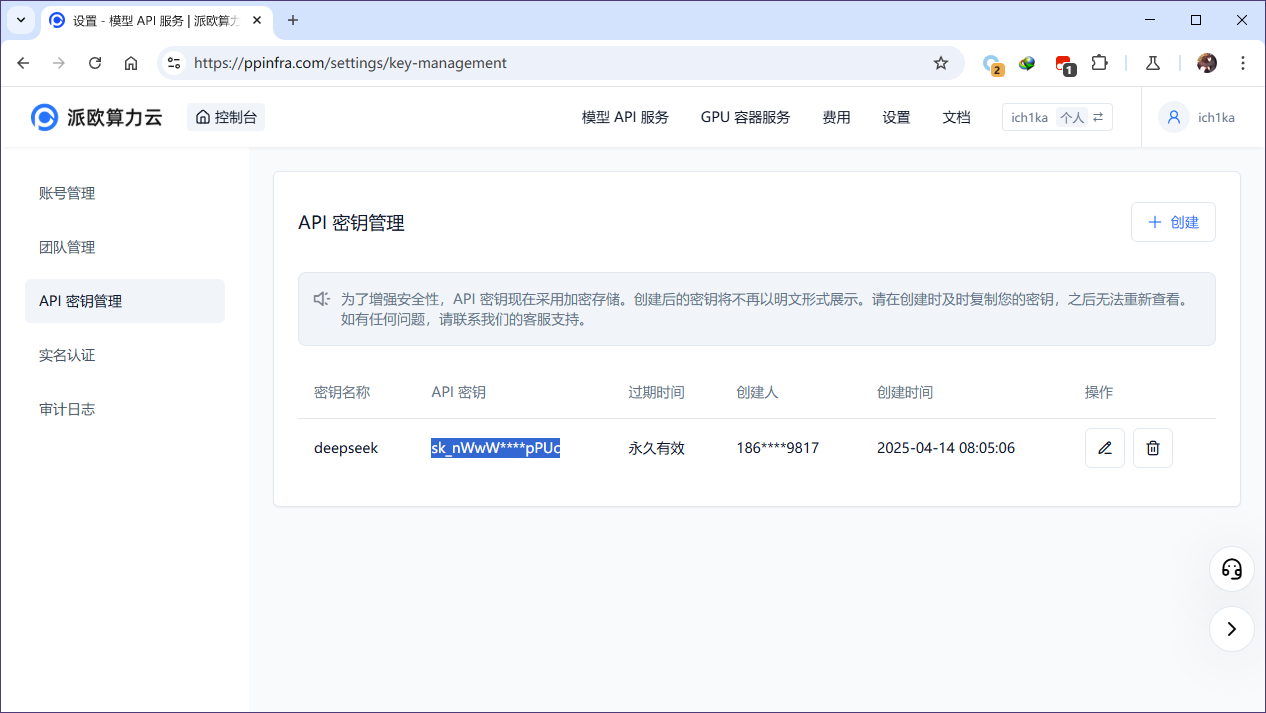 设置 - 模型 API 服务 | 派欧算力
https://ppinfra.com/settings/key-management
2
1
派欧算力云
控制台
模型 API 服务
GPU 容器服务
费用
设置
文档
ich1ka 个人
ich1ka
账号管理
团队管理
API 密钥管理
实名认证
审计日志
API 密钥管理
创建
为了增强安全性，API 密钥现在采用加密存储。创建后的密钥将不再以明文形式展示。请在创建时及时复制您的密钥，之后无法重新查看。
如有任何问题，请联系我们的客服支持。
密钥名称 API 密钥 过期时间 创建人 创建时间 操作
deepseek sk_nWwW****pPUc 永久有效 186****9817 2025-04-14 08:05:06